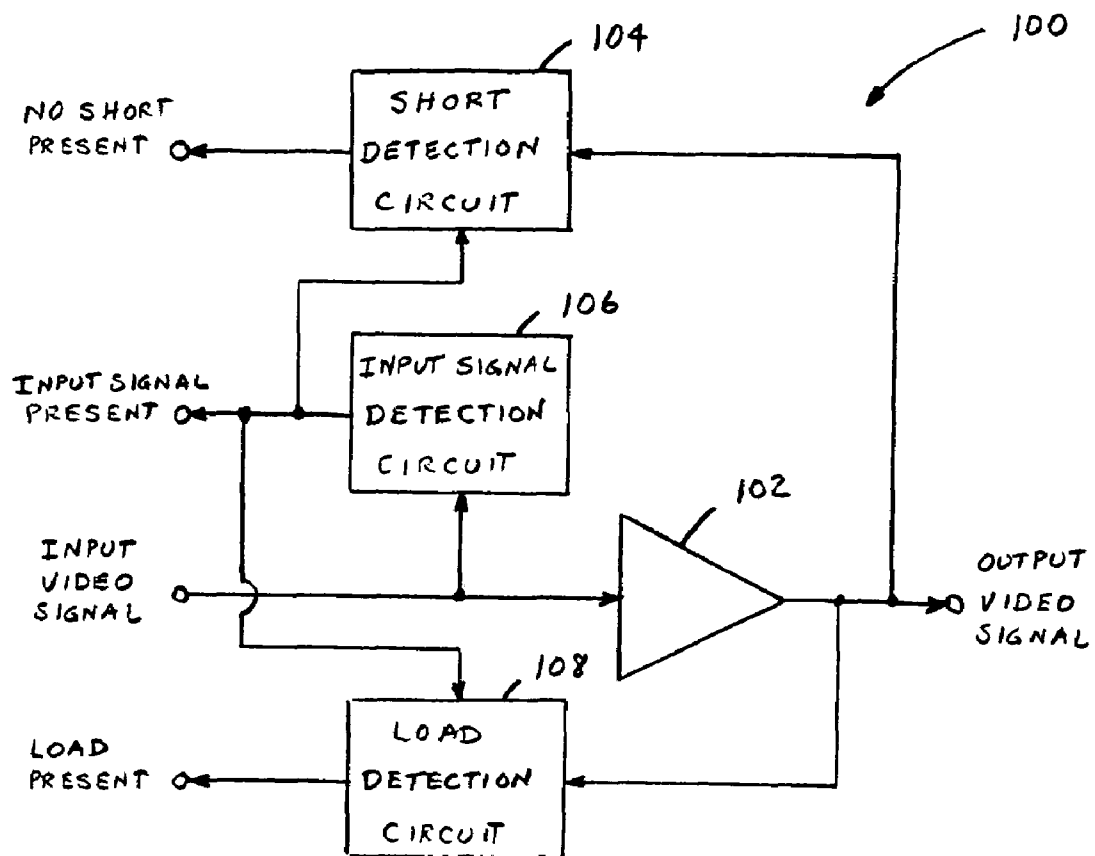 104
100
NO SHORT
PRESENT
SHORT
DETECTION
CIRCUIT
106
INPUT SIGNAL
PRESENT
INPUT SIGNAL
DETECTION
CIRCUIT
102
INPUT
VIDEO
SIGNAL
OUTPUT
VIDEO
SIGNAL
108
LOAD
PRESENT
LOAD
DETECTION
CIRCUIT